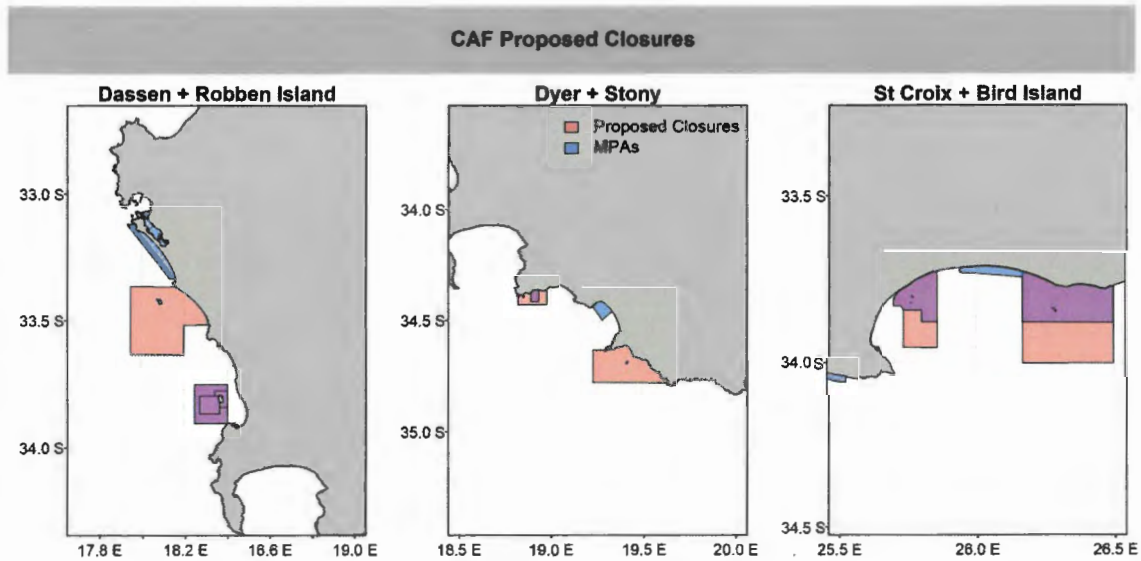 CAF Proposed Closures
Dassen + Robben Island
Dyer + Stony
St Croix + Bird Island
Proposed Closures
MPAs
33.0 S
33.5 S
34.0 S
17.8 E 18.2 E 18.6 E 19.0 E
34.0 S
34.5 S
35.0 S
18.5 E 19.0 E 19.5 E 20.0 E
33.5 S
34.0 S
34.5 S
25.5 E 26.0 E 26.5 E